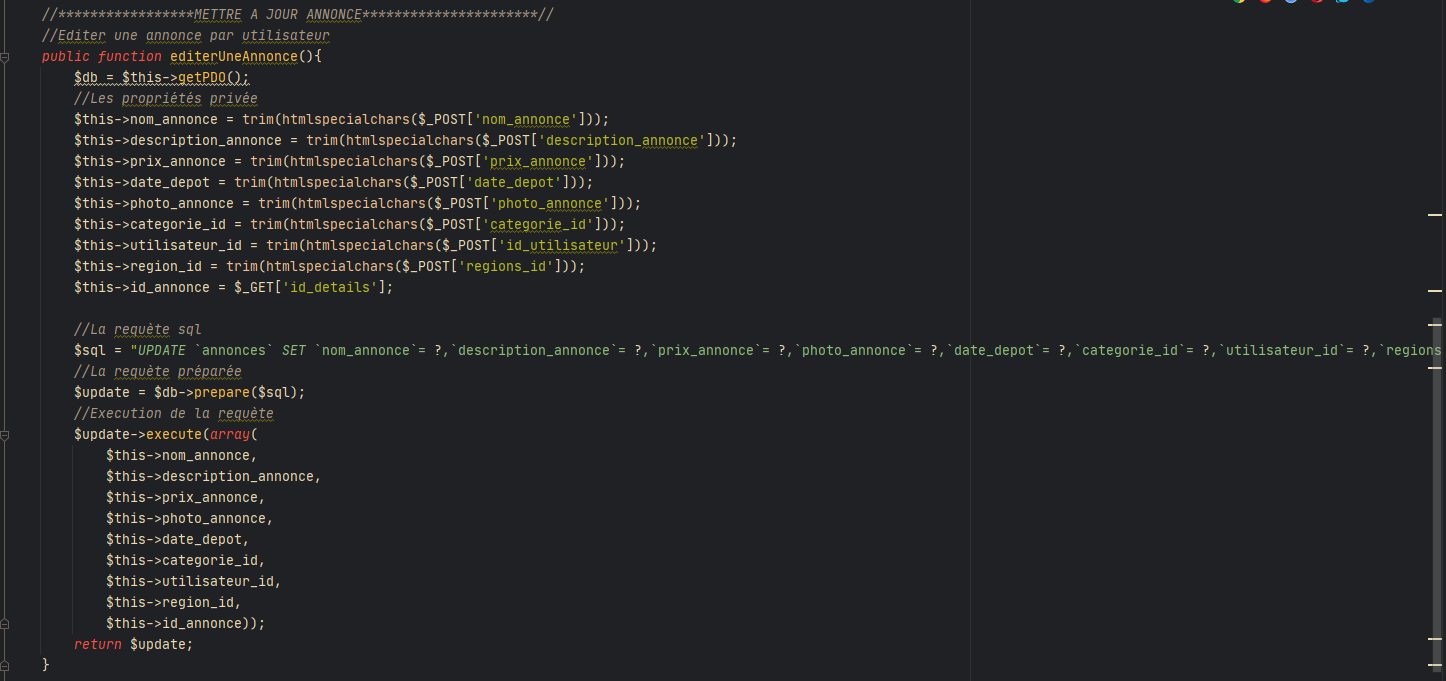 //*****************METTRE A JOUR ANNONCE**********************//
//Editer une annonce par utilisateur
public function editerUneAnnonce(){
$db = $this->getPDO();
//Les propriétés privée
$this->nom_annonce = trim(htmlspecialchars($_POST['nom_annonce']));
$this->description_annonce = trim(htmlspecialchars($_POST['description_annonce']));
$this->prix_annonce = trim(htmlspecialchars($_POST['prix_annonce']));
$this->date_depot = trim(htmlspecialchars($_POST['date_depot']));
$this->photo_annonce = trim(htmlspecialchars($_POST['photo_annonce']));
$this->categorie_id = trim(htmlspecialchars($_POST['categorie_id']));
$this->utilisateur_id = trim(htmlspecialchars($_POST['id_utilisateur']));
$this->region_id = trim(htmlspecialchars($_POST['regions_id']));
$this->id_annonce = $_GET['id_details'];
//La requète sql
$sql = "UPDATE `annonces` SET `nom_annonce`= ?,`description_annonce`= ?,`prix_annonce`= ?,`photo_annonce`= ?,`date_depot`= ?,`categorie_id`= ?,`utilisateur_id`= ?,`regions
//La requète préparée
$update = $db->prepare($sql);
//Execution de la requète
$update->execute(array(
$this->nom_annonce,
$this->description_annonce,
$this->prix_annonce,
$this->photo_annonce,
$this->date_depot,
$this->categorie_id,
$this->utilisateur_id,
$this->region_id,
$this->id_annonce));
return $update;
}